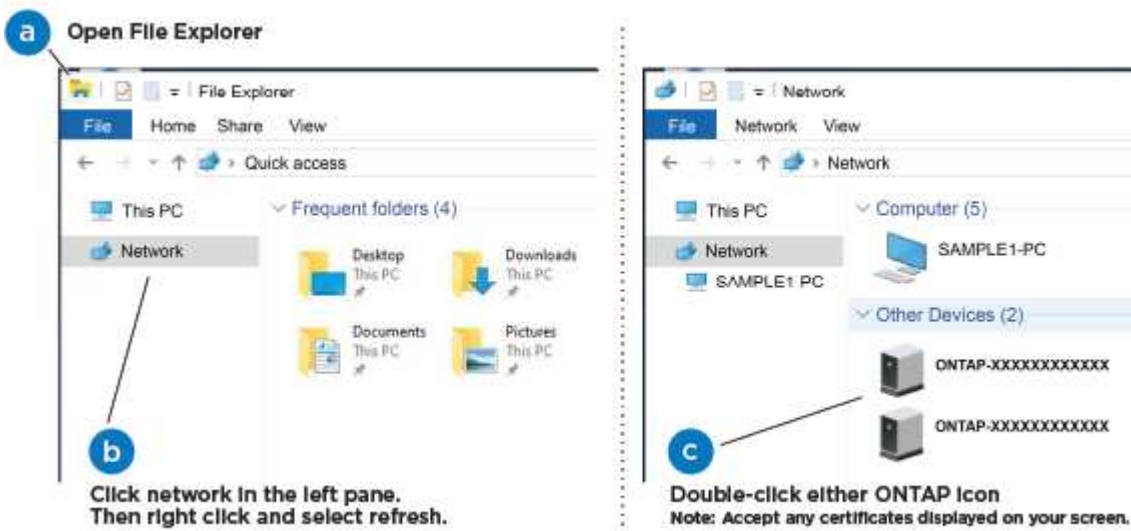 a
Open File Explorer
File Explorer
File Home Share View
Quick access
This PC
Network
Frequent folders (4)
Desktop
This PC
Downloads
This PC
Documents
This PC
Pictures
This PC
b
Click network in the left pane.
Then right click and select refresh.
Network
File Network View
Network
This PC
Network
SAMPLE1 PC
Computer (5)
SAMPLE1-PC
Other Devices (2)
ONTAP-XXXXXXXXXXXX
ONTAP-XXXXXXXXXXXX
c
Double-click either ONTAP icon
Note: Accept any certificates displayed on your screen.